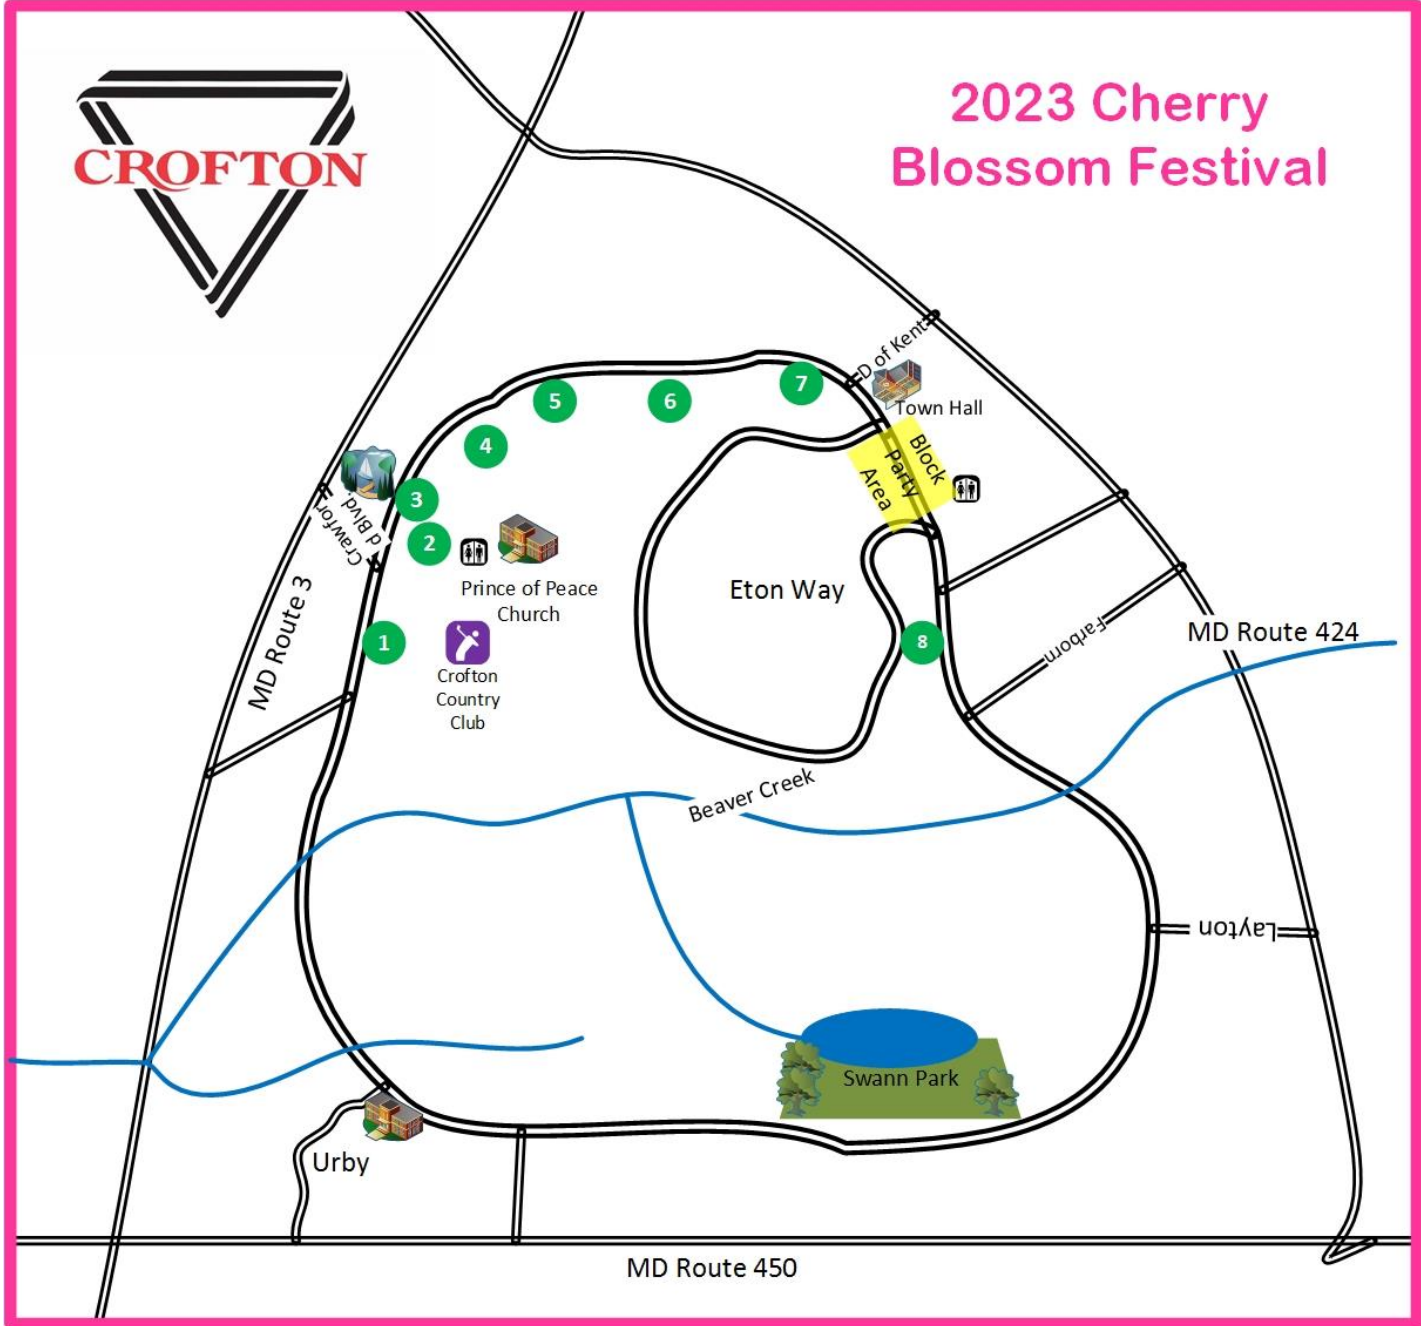 2023 Cherry
Blossom Festival
CROFTON
D of Kent
Town Hall
Block
Party
Area
7
5
6
4
3
2
Crawfor
d Blvd
Prince of Peace
Church
Eton Way
1
8
Crofton
Country
Club
MD Route 3
Farborn
MD Route 424
Beaver Creek
Layton
Swann Park
Urby
MD Route 450